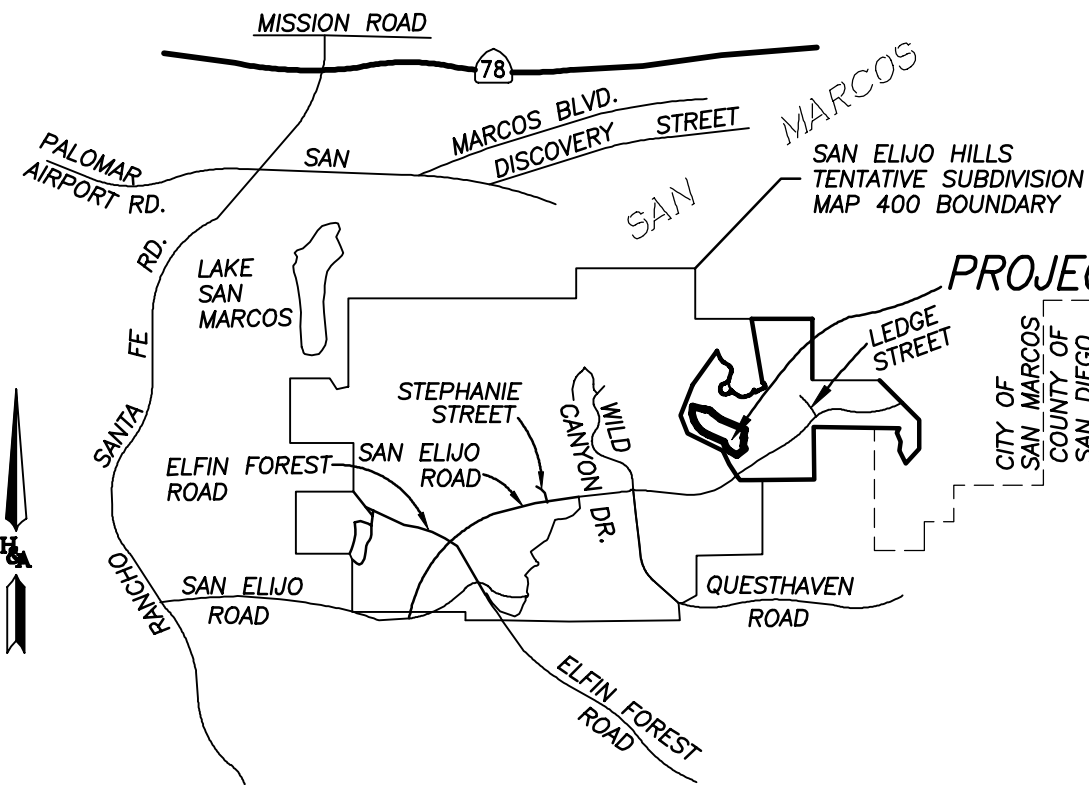 MISSION ROAD
78
MARCOS BLVD.
DISCOVERY STREET
SAN
PALOMAR
AIRPORT RD.
SAN MARCOS
SAN ELIJO HILLS
TENTATIVE SUBDIVISION
MAP 400 BOUNDARY
LAKE
SAN
MARCOS
RANCHO SANTA FE RD.
LEDGE
STREET
CITY OF
SAN MARCOS
COUNTY OF
SAN DIEGO
STEPHANIE
STREET
WILD
CANYON DR.
SAN ELIJO
ROAD
ELFIN FOREST
ROAD
SAN ELIJO
ROAD
QUESTHAVEN
ROAD
ELFIN FOREST
ROAD
H&A